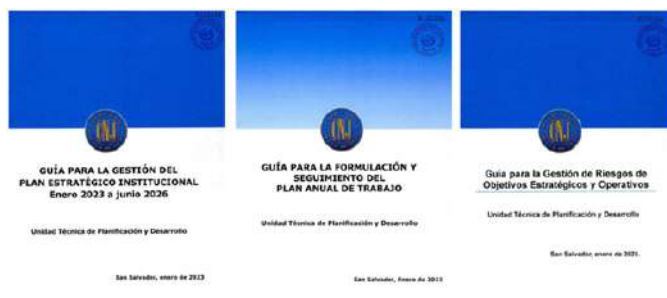 CNJ
GUÍA PARA LA GESTIÓN DEL
PLAN ESTRATÉGICO INSTITUCIONAL
Enero 2023 a junio 2026
Unidad Técnica de Planificación y Desarrollo
San Salvador, enero de 2023
CNJ
GUÍA PARA LA FORMULACIÓN Y
SEGUIMIENTO DEL
PLAN ANUAL DE TRABAJO
Unidad Técnica de Planificación y Desarrollo
San Salvador, Enero de 2023
CNJ
Guía para la Gestión de Riesgos de
Objetivos Estratégicos y Operativos
Unidad Técnica de Planificación y Desarrollo
San Salvador, enero de